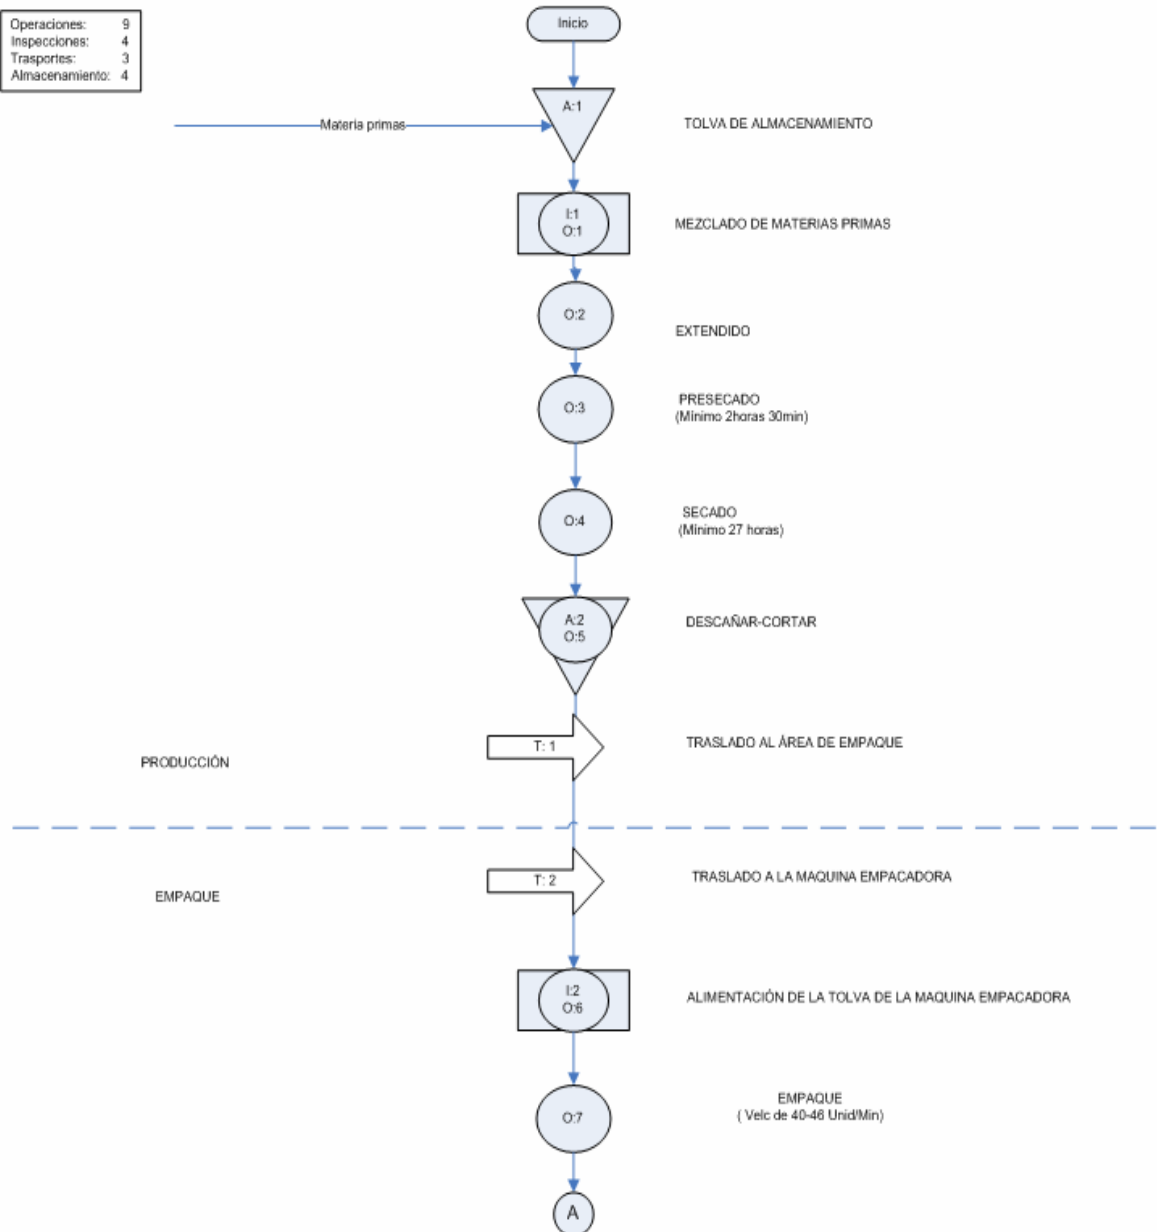 Operaciones: 9
Inspecciones: 4
Trasportes: 3
Almacenamiento: 4
Inicio
A:1
Materia primas
TOLVA DE ALMACENAMIENTO
I:1
O:1
MEZCLADO DE MATERIAS PRIMAS
O:2
EXTENDIDO
O:3
PRESECADO
(Minimo 2horas 30min)
O:4
SECADO
(Minimo 27 horas)
A:2
O:5
DESCAÑAR-CORTAR
T: 1
TRASLADO AL ÁREA DE EMPAQUE
PRODUCCIÓN
T: 2
TRASLADO A LA MAQUINA EMPACADORA
EMPAQUE
I:2
O:6
ALIMENTACIÓN DE LA TOLVA DE LA MAQUINA EMPACADORA
O:7
EMPAQUE
( Velc de 40-46 Unid/Min)
A